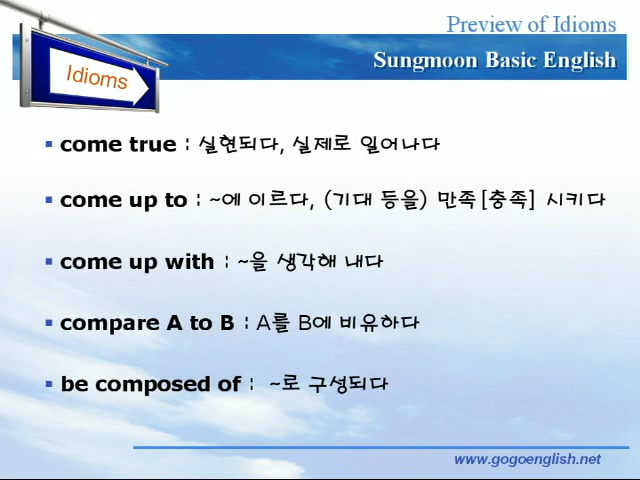 Preview of Idioms
Sungmoon Basic English
Idioms
▪ come true : 실현되다, 실제로 일어나다
▪ come up to : ~에 이르다, (기대 등을) 만족[충족] 시키다
▪ come up with : ~을 생각해 내다
▪ compare A to B : A를 B에 비유하다
▪ be composed of : ~로 구성되다
www.gogoenglish.net